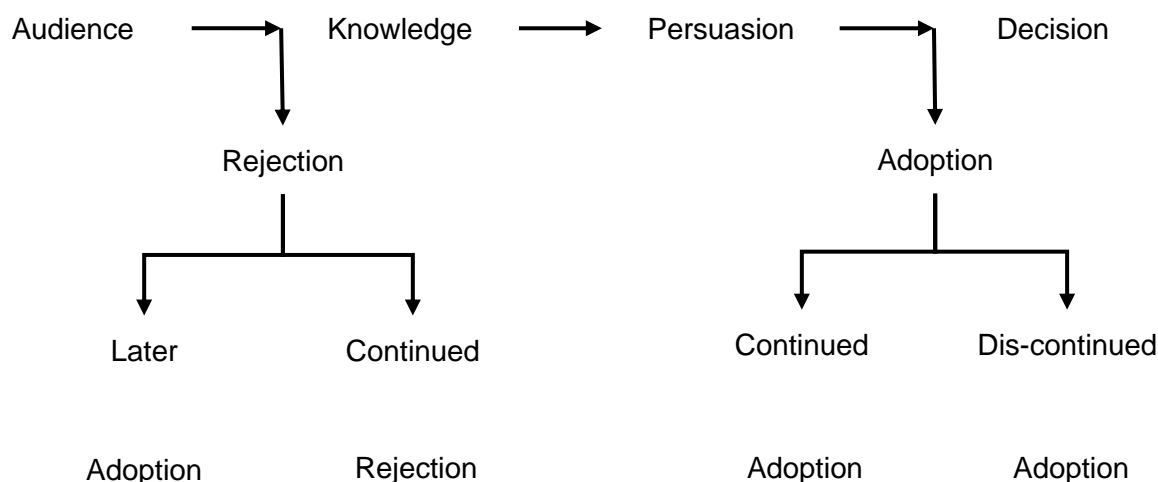 Audience Knowledge Persuasion Decision
Rejection Adoption
Later Continued Continued Dis-continued
Adoption Rejection Adoption Adoption